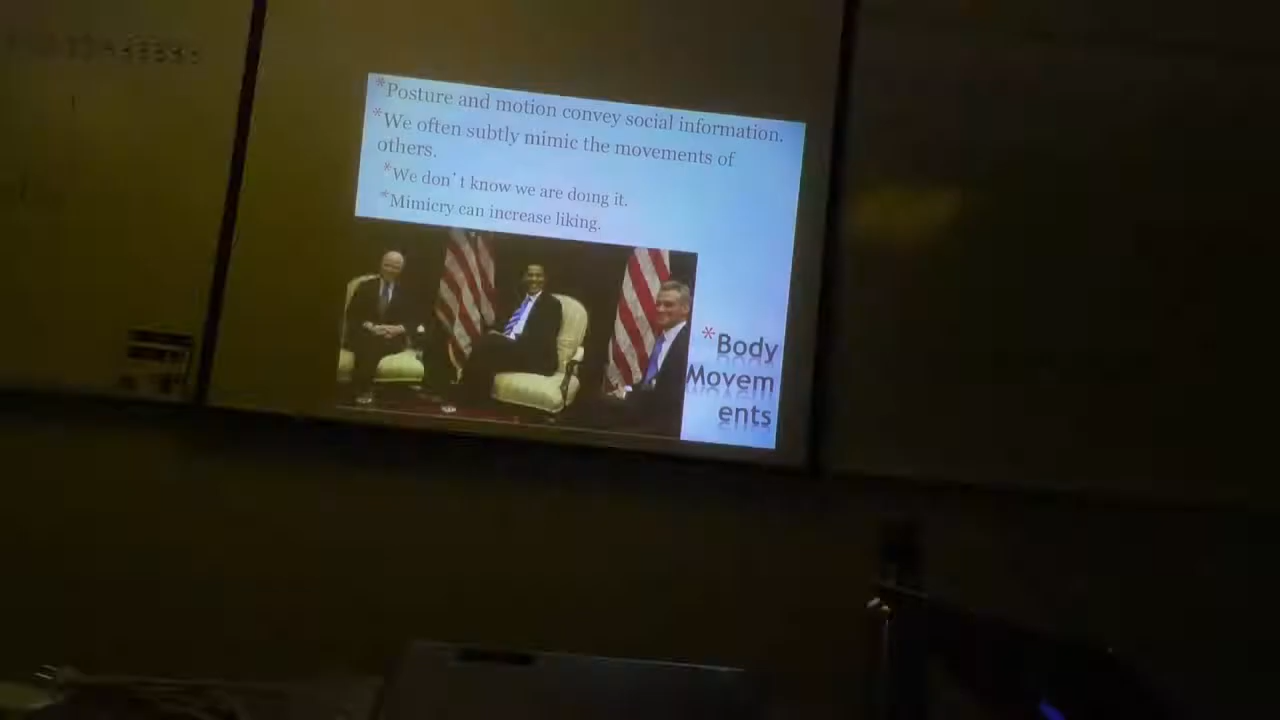 *Posture and motion convey social information.
*We often subtly mimic the movements of
others.
*We don't know we are doing it.
*Mimicry can increase liking.
*Body
Movem
ents